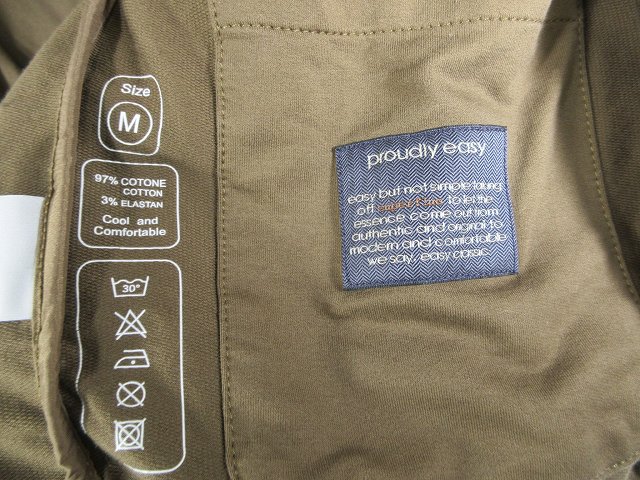 Size
M
97% COTONE
COTTON
3% ELASTAN
Cool and
Comfortable
30°
proudly easy
easy but not simple taking
off to let the
essence come out from
authentic and original to
modern and comfortable
we say, easy classic